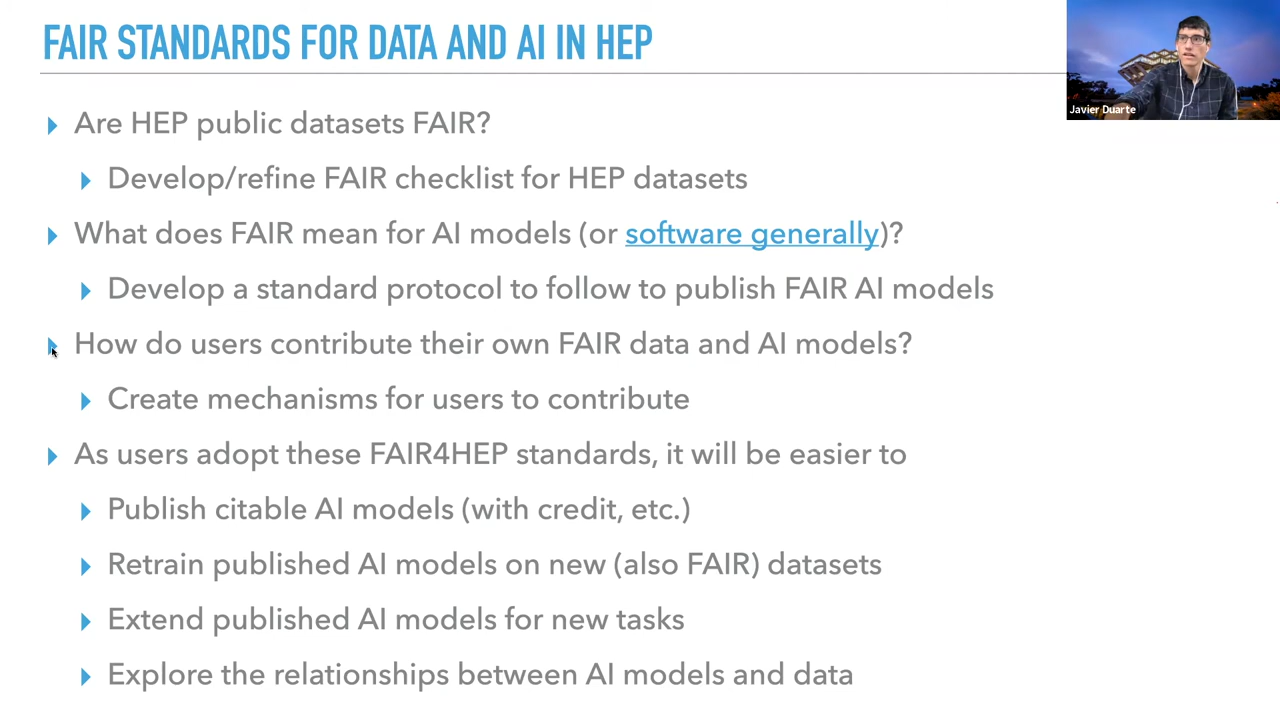 FAIR STANDARDS FOR DATA AND AI IN HEP
Javier Duarte
Are HEP public datasets FAIR?
Develop/refine FAIR checklist for HEP datasets
What does FAIR mean for AI models (or software generally)?
Develop a standard protocol to follow to publish FAIR AI models
How do users contribute their own FAIR data and AI models?
Create mechanisms for users to contribute
As users adopt these FAIR4HEP standards, it will be easier to
Publish citable AI models (with credit, etc.)
Retrain published AI models on new (also FAIR) datasets
Extend published AI models for new tasks
Explore the relationships between AI models and data